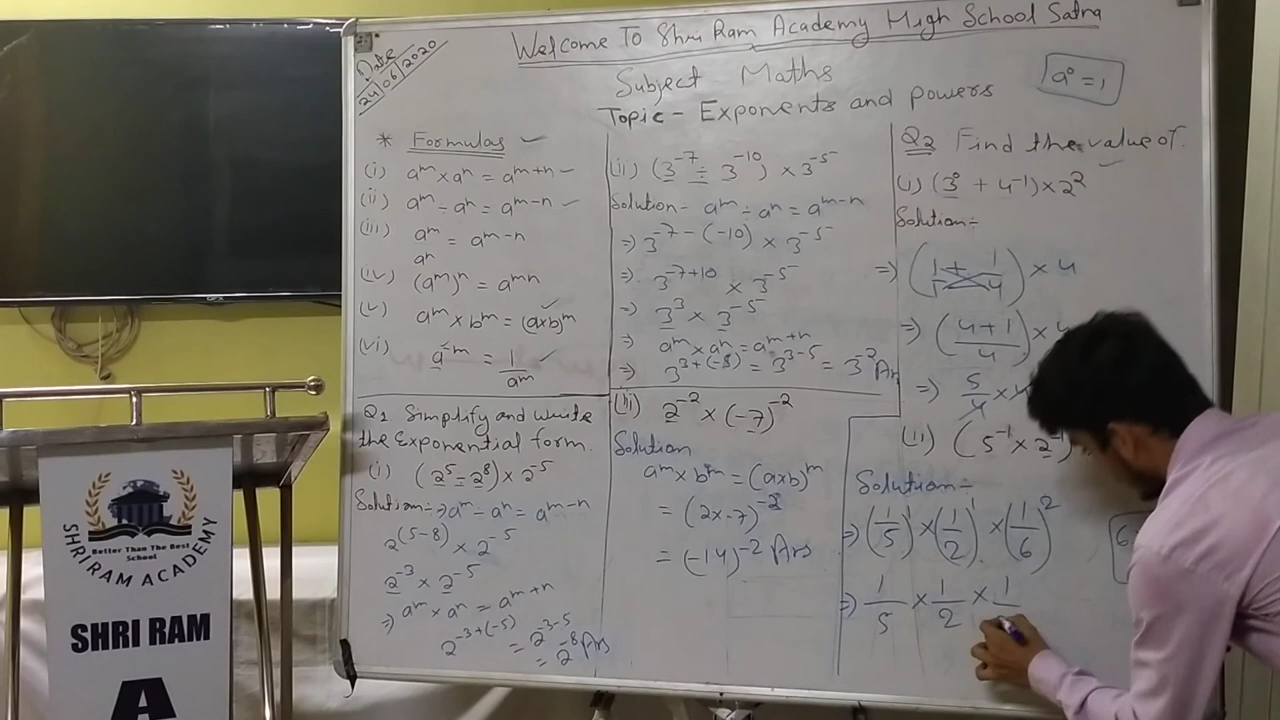 Date
24/06/2020
Welcome To Shri Ram Academy High School Satna
Subject Maths
Topic - Exponents and powers
a⁰ = 1
* Formulas
(i) aᵐ × aⁿ = aᵐ⁺ⁿ
(ii) aᵐ ÷ aⁿ = aᵐ⁻ⁿ
(iii) aᵐ/aⁿ = aᵐ⁻ⁿ
(iv) (aᵐ)ⁿ = aᵐⁿ
(v) aᵐ × bᵐ = (a×b)ᵐ
(vi) a⁻ᵐ = 1/aᵐ
Q1 Simplify and write
the Exponential form.
(i) (2⁵ ÷ 2⁸) × 2⁻⁵
Solution:- ⇒ aᵐ ÷ aⁿ = aᵐ⁻ⁿ
2⁽⁵⁻⁸⁾ × 2⁻⁵
2⁻³ × 2⁻⁵
⇒ aᵐ × aⁿ = aᵐ⁺ⁿ
2⁻³⁺⁽⁻⁵⁾ = 2⁻³⁻⁵
= 2⁻⁸ Ans
(ii) (3⁻⁷ ÷ 3⁻¹⁰) × 3⁻⁵
Solution - aᵐ ÷ aⁿ = aᵐ⁻ⁿ
⇒ 3⁻⁷⁻⁽⁻¹⁰⁾ × 3⁻⁵
⇒ 3⁻⁷⁺¹⁰ × 3⁻⁵
⇒ 3³ × 3⁻⁵
⇒ aᵐ × aⁿ = aᵐ⁺ⁿ
⇒ 3³⁺⁽⁻⁵⁾ = 3³⁻⁵ = 3⁻² Ans
(iii) 2⁻² × (-7)⁻²
Solution
aᵐ × bᵐ = (a×b)ᵐ
= (2×-7)⁻²
= (-14)⁻² Ans
Q2 Find the value of.
(i) (3⁰ + 4⁻¹) × 2²
Solution:-
⇒ (1/1 + 1/4) × 4
⇒ (4+1/4) × 4
⇒ 5/4 ×
(ii) (5⁻¹ × 2⁻¹)
Solution:-
⇒ (1/5)¹ × (1/2)¹ × (1/6)²
⇒ 1/5 × 1/2 × 1/
Better Than The Best
School
SHRI RAM ACADEMY
SHRI RAM
A